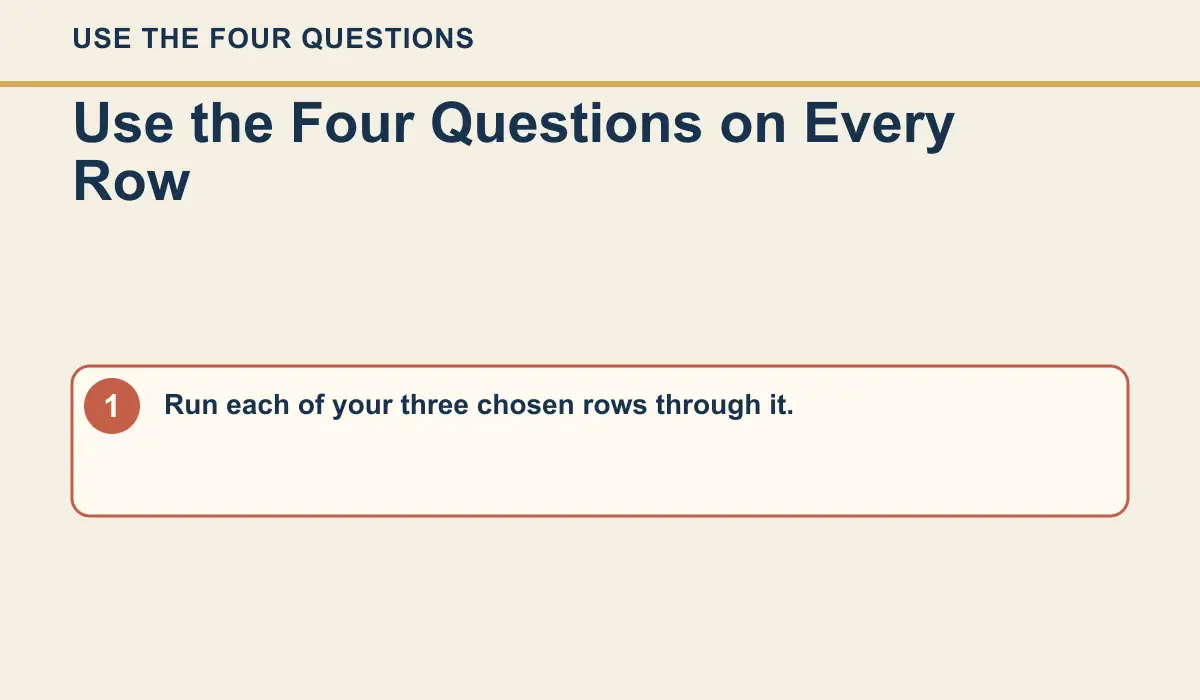 USE THE FOUR QUESTIONS
Use the Four Questions on Every
Row
1 Run each of your three chosen rows through it.